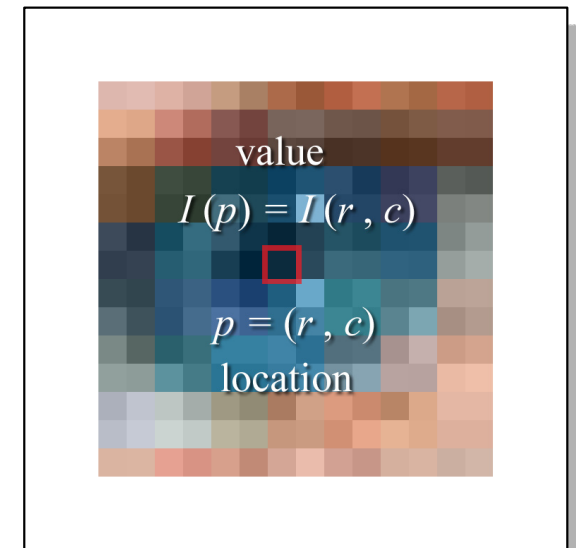 value
I (p) = I (r , c)
p = (r , c)
location